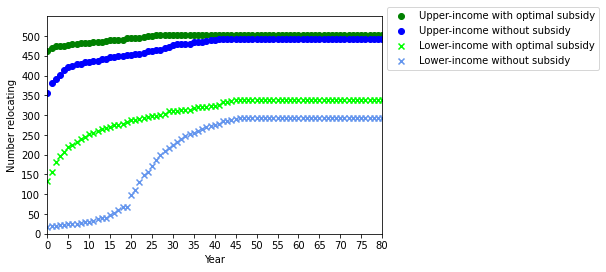 Upper-income with optimal subsidy
Upper-income without subsidy
Lower-income with optimal subsidy
Lower-income without subsidy
Number relocating
500
450
400
350
300
250
200
150
100
50
0
0 5 10 15 20 25 30 35 40 45 50 55 60 65 70 75 80
Year